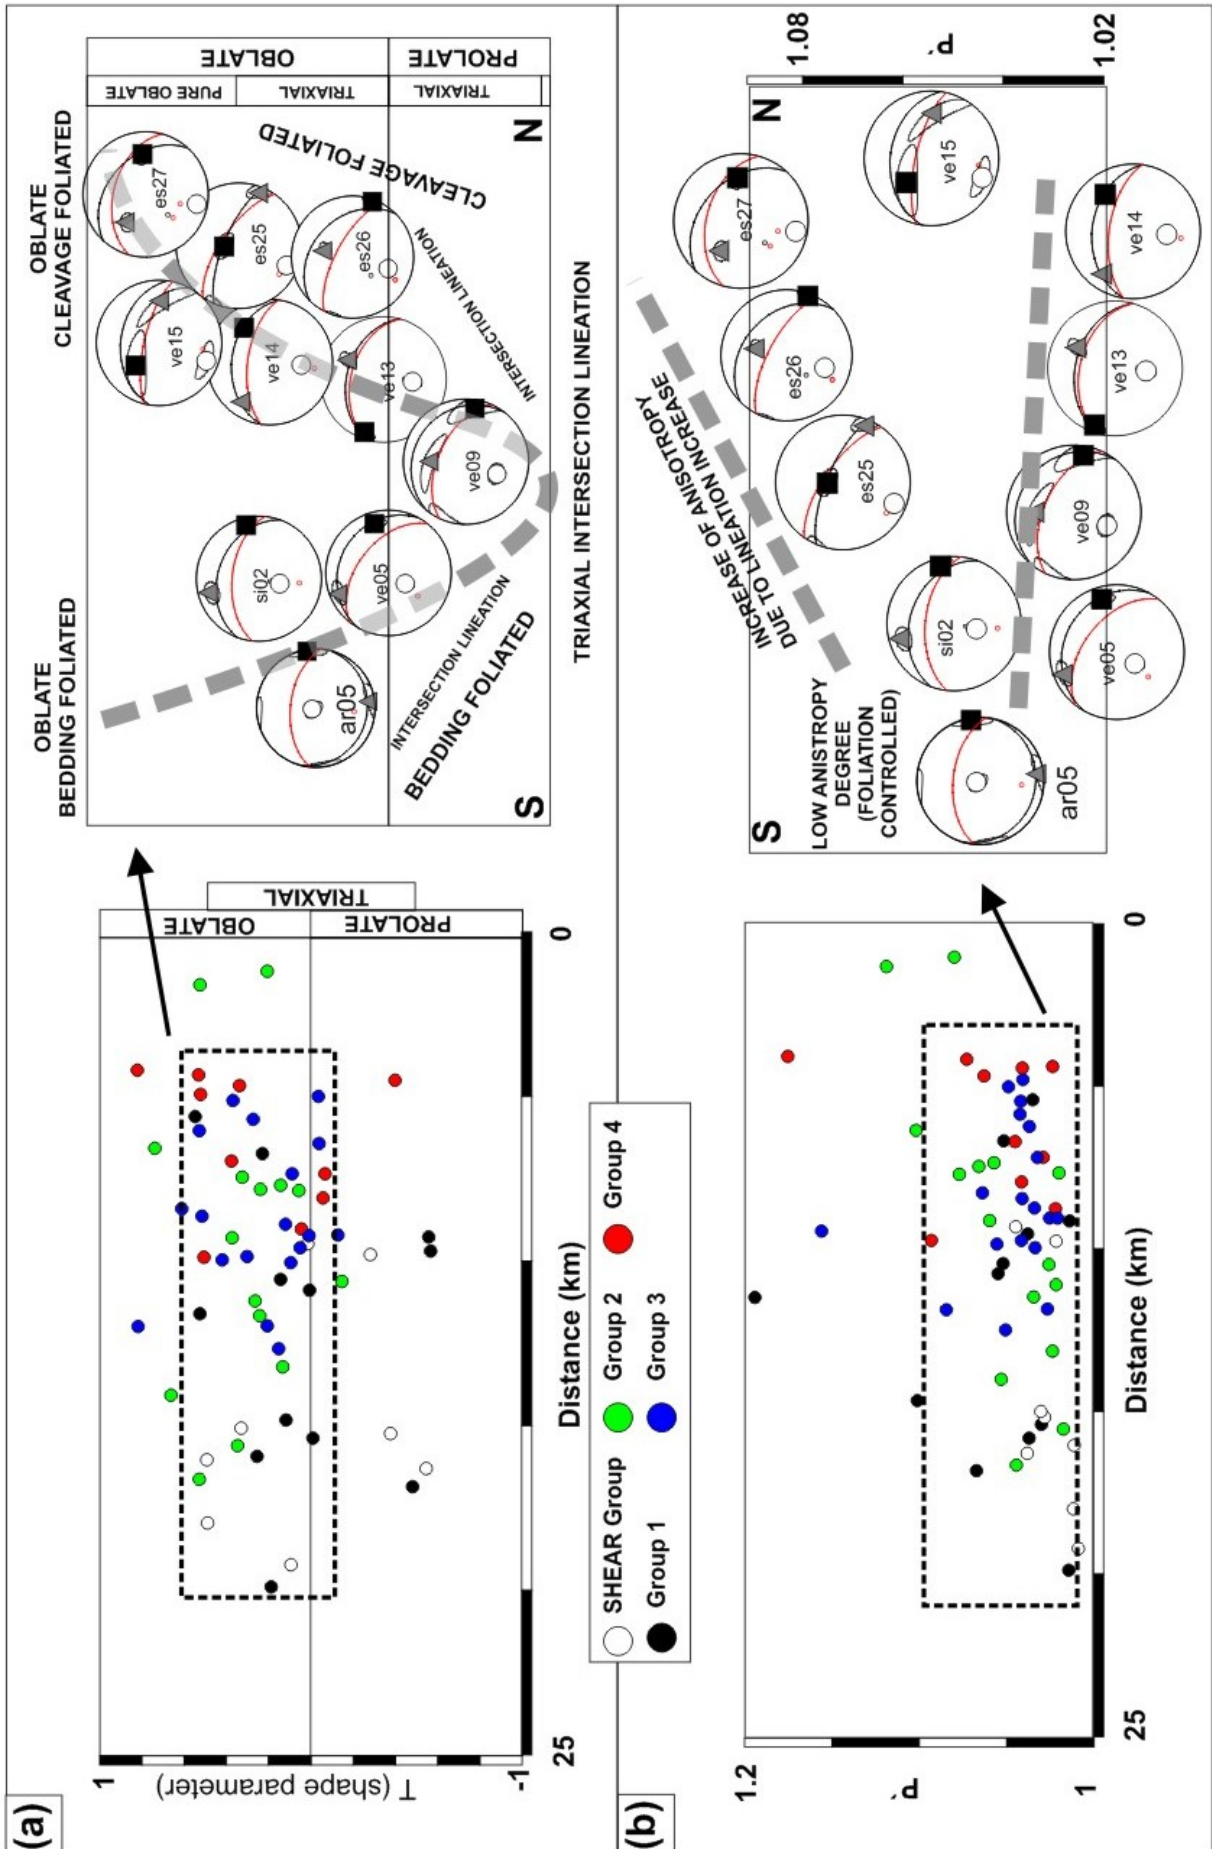 (a)
1
T (shape parameter)
-1
25
Distance (km)
0
OBLATE
PROLATE
TRIAXIAL
OBLATE
BEDDING FOLIATED
OBLATE
CLEAVAGE FOLIATED
PURE OBLATE
TRIAXIAL
TRIAXIAL
OBLATE
PROLATE
S
N
ar05
si02
ve05
ve09
ve13
ve14
ve15
es25
es26
es27
INTERSECTION LINEATION
BEDDING FOLIATED
INTERSECTION LINEATION
CLEAVAGE FOLIATED
TRIAXIAL INTERSECTION LINEATION
SHEAR Group
Group 2
Group 4
Group 1
Group 3
(b)
1.2
P'
1
25
Distance (km)
0
S
N
LOW ANISTROPY
DEGREE
(FOLIATION
CONTROLLED)
INCREASE OF ANISOTROPY
DUE TO LINEATION INCREASE
ar05
si02
ve05
ve09
ve13
ve14
ve15
es25
es26
es27
1.08
P'
1.02